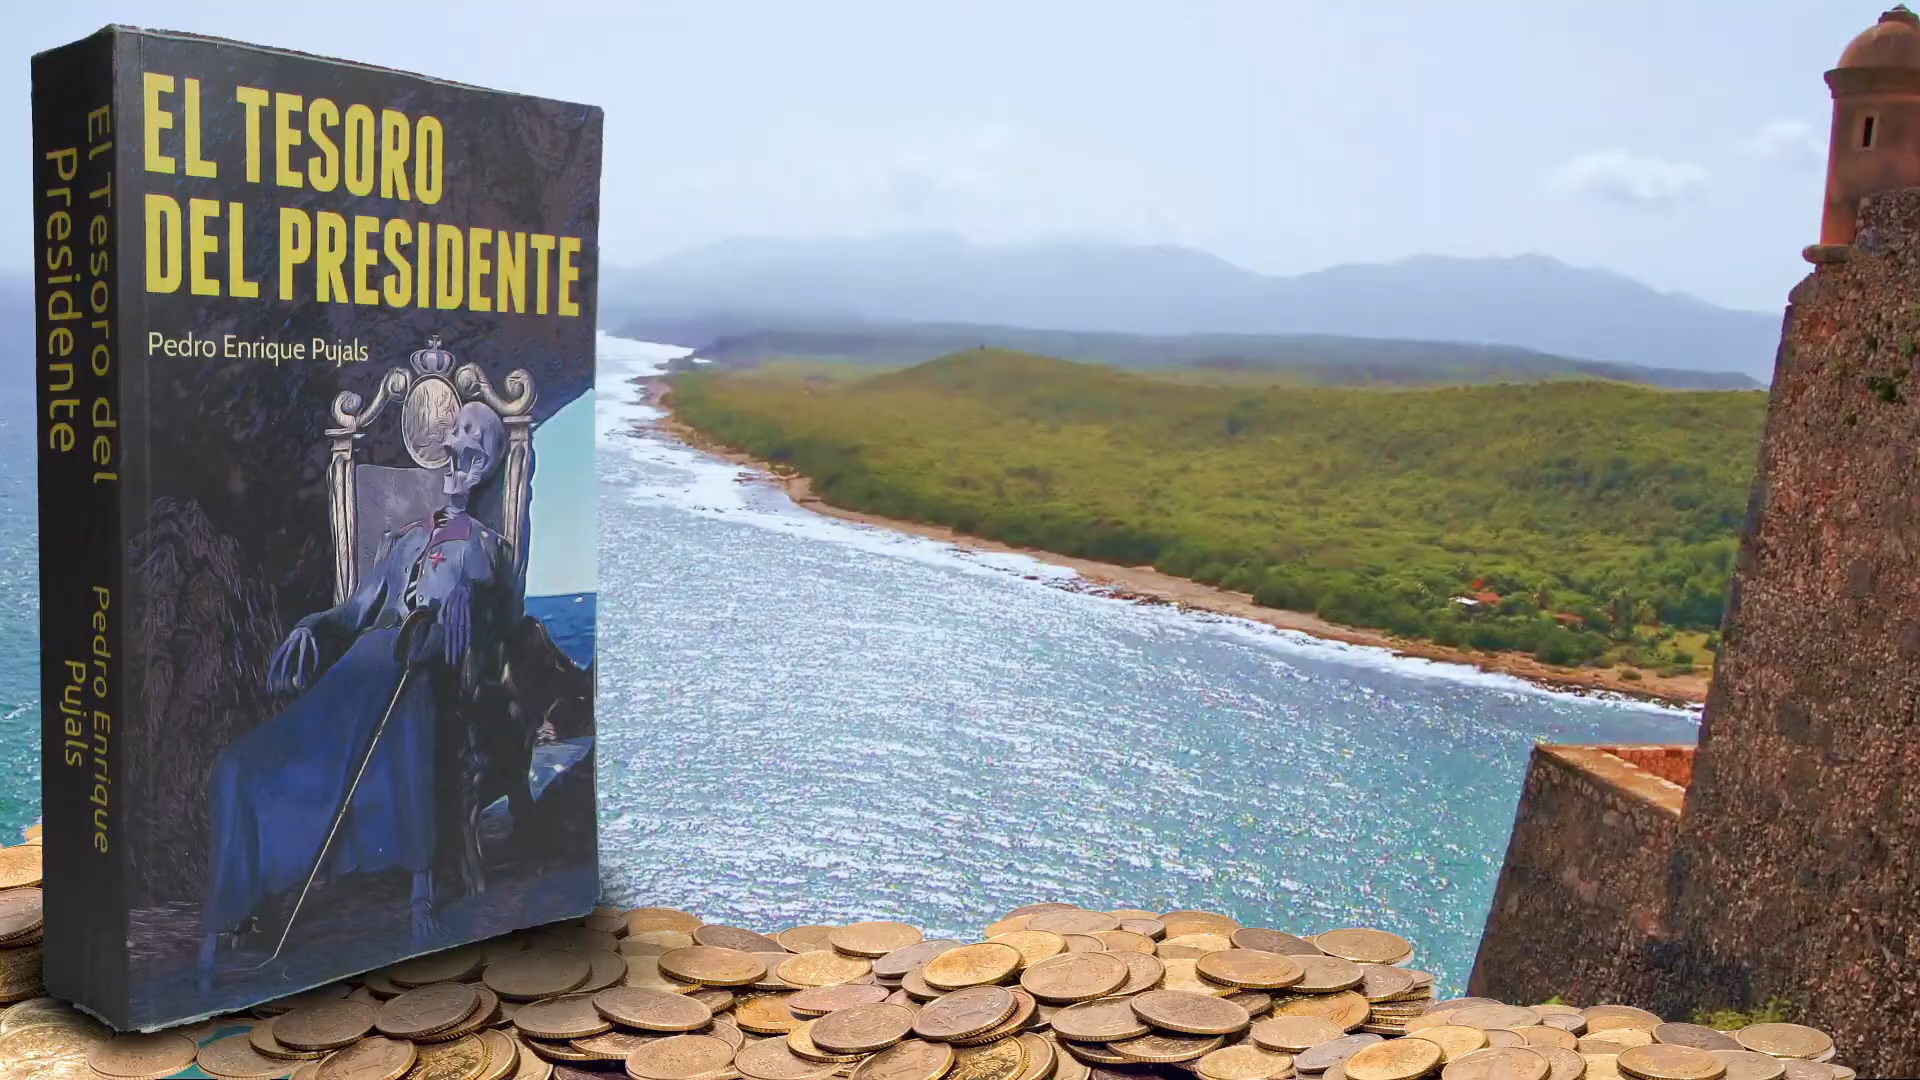 EL TESORO
DEL PRESIDENTE
Pedro Enrique Pujals
El Tesoro del
Presidente
Pedro Enrique
Pujals